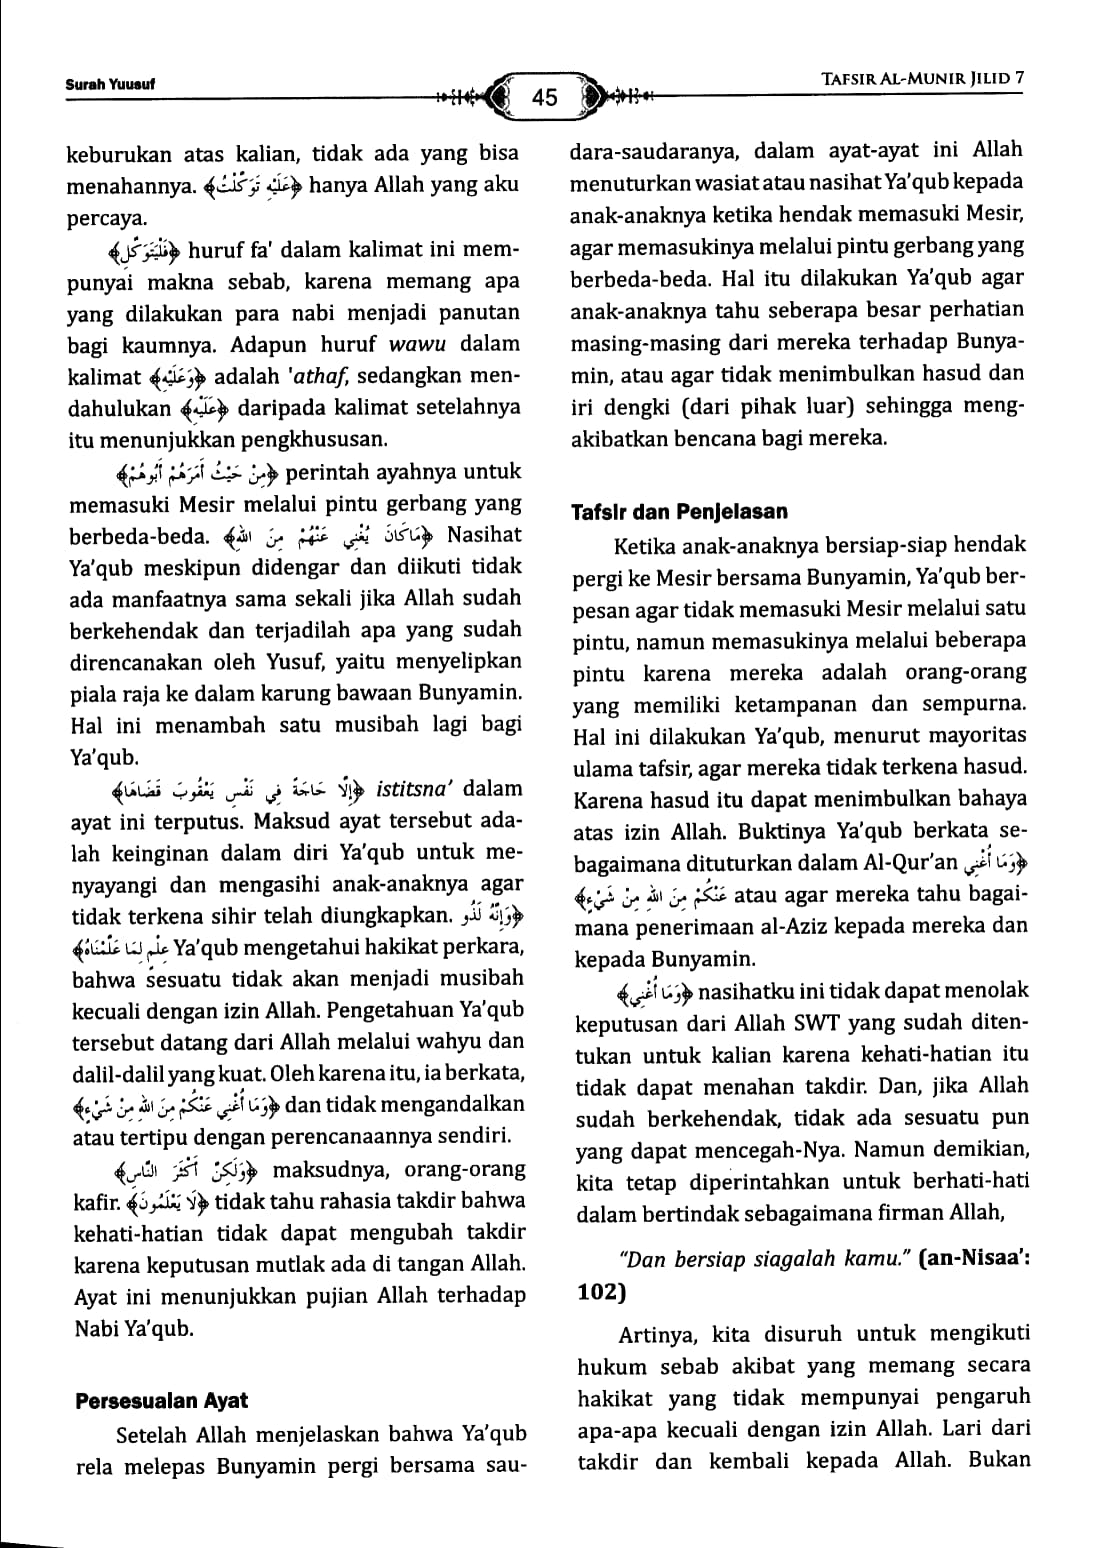 Surah Yuusuf
45
TAFSIR AL-MUNIR JILID 7
keburukan atas kalian, tidak ada yang bisa
menahannya. ﴿عَلَيْهِ تَوَكَّلْتُ﴾ hanya Allah yang aku
percaya.
﴿فَلْيَتَوَكَّلِ﴾ huruf fa' dalam kalimat ini mem-
punyai makna sebab, karena memang apa
yang dilakukan para nabi menjadi panutan
bagi kaumnya. Adapun huruf wawu dalam
kalimat ﴿وَعَلَيْهِ﴾ adalah 'athaf, sedangkan men-
dahulukan ﴿عَلَيْهِ﴾ daripada kalimat setelahnya
itu menunjukkan pengkhususan.
﴿مِنْ حَيْثُ أَمَرَهُمْ أَبُوهُمْ﴾ perintah ayahnya untuk
memasuki Mesir melalui pintu gerbang yang
berbeda-beda. ﴿مَا كَانَ يُغْنِي عَنْهُمْ مِنَ اللهِ﴾ Nasihat
Ya'qub meskipun didengar dan diikuti tidak
ada manfaatnya sama sekali jika Allah sudah
berkehendak dan terjadilah apa yang sudah
direncanakan oleh Yusuf, yaitu menyelipkan
piala raja ke dalam karung bawaan Bunyamin.
Hal ini menambah satu musibah lagi bagi
Ya'qub.
﴿إِلَّا حَاجَةً فِي نَفْسِ يَعْقُوبَ قَضَاهَا﴾ istitsna' dalam
ayat ini terputus. Maksud ayat tersebut ada-
lah keinginan dalam diri Ya'qub untuk me-
nyayangi dan mengasihi anak-anaknya agar
tidak terkena sihir telah diungkapkan. ﴿وَإِنَّهُ لَذُو
عِلْمٍ لِمَا عَلَّمْنَاهُ﴾ Ya'qub mengetahui hakikat perkara,
bahwa sesuatu tidak akan menjadi musibah
kecuali dengan izin Allah. Pengetahuan Ya'qub
tersebut datang dari Allah melalui wahyu dan
dalil-dalil yang kuat. Oleh karena itu, ia berkata,
﴿وَمَا أُغْنِي عَنْكُمْ مِنَ اللهِ مِنْ شَيْءٍ﴾ dan tidak mengandalkan
atau tertipu dengan perencanaannya sendiri.
﴿وَلَكِنَّ أَكْثَرَ النَّاسِ﴾ maksudnya, orang-orang
kafir. ﴿لَا يَعْلَمُونَ﴾ tidak tahu rahasia takdir bahwa
kehati-hatian tidak dapat mengubah takdir
karena keputusan mutlak ada di tangan Allah.
Ayat ini menunjukkan pujian Allah terhadap
Nabi Ya'qub.
Persesuaian Ayat
Setelah Allah menjelaskan bahwa Ya'qub
rela melepas Bunyamin pergi bersama sau-
dara-saudaranya, dalam ayat-ayat ini Allah
menuturkan wasiat atau nasihat Ya'qub kepada
anak-anaknya ketika hendak memasuki Mesir,
agar memasukinya melalui pintu gerbang yang
berbeda-beda. Hal itu dilakukan Ya'qub agar
anak-anaknya tahu seberapa besar perhatian
masing-masing dari mereka terhadap Bunya-
min, atau agar tidak menimbulkan hasud dan
iri dengki (dari pihak luar) sehingga meng-
akibatkan bencana bagi mereka.
Tafsir dan Penjelasan
Ketika anak-anaknya bersiap-siap hendak
pergi ke Mesir bersama Bunyamin, Ya'qub ber-
pesan agar tidak memasuki Mesir melalui satu
pintu, namun memasukinya melalui beberapa
pintu karena mereka adalah orang-orang
yang memiliki ketampanan dan sempurna.
Hal ini dilakukan Ya'qub, menurut mayoritas
ulama tafsir, agar mereka tidak terkena hasud.
Karena hasud itu dapat menimbulkan bahaya
atas izin Allah. Buktinya Ya'qub berkata se-
bagaimana dituturkan dalam Al-Qur'an ﴿وَمَا أُغْنِي
عَنْكُمْ مِنَ اللهِ مِنْ شَيْءٍ﴾ atau agar mereka tahu bagai-
mana penerimaan al-Aziz kepada mereka dan
kepada Bunyamin.
﴿وَمَا أُغْنِي﴾ nasihatku ini tidak dapat menolak
keputusan dari Allah SWT yang sudah diten-
tukan untuk kalian karena kehati-hatian itu
tidak dapat menahan takdir. Dan, jika Allah
sudah berkehendak, tidak ada sesuatu pun
yang dapat mencegah-Nya. Namun demikian,
kita tetap diperintahkan untuk berhati-hati
dalam bertindak sebagaimana firman Allah,
"Dan bersiap siagalah kamu." (an-Nisaa':
102)
Artinya, kita disuruh untuk mengikuti
hukum sebab akibat yang memang secara
hakikat yang tidak mempunyai pengaruh
apa-apa kecuali dengan izin Allah. Lari dari
takdir dan kembali kepada Allah. Bukan